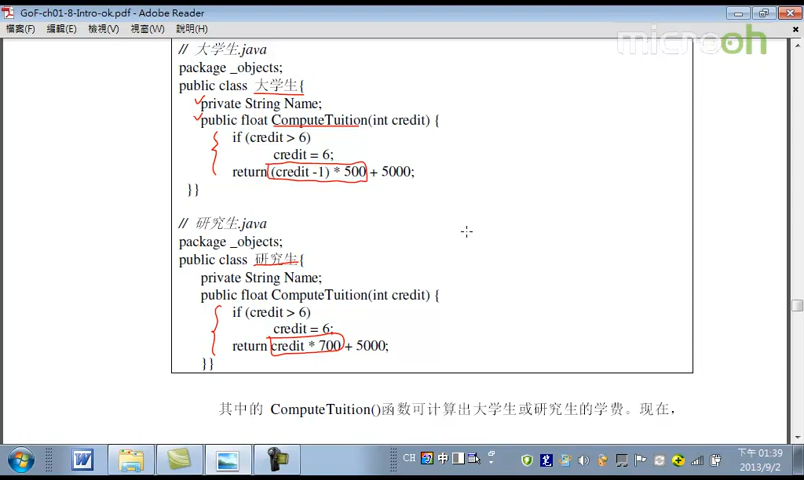 GoF-ch01-8-Intro-ok.pdf - Adobe Reader
檔案(F) 編輯(E) 檢視(V) 視窗(W) 說明(H)
microoh
// 大学生.java
package _objects;
public class 大学生{
private String Name;
public float ComputeTuition(int credit) {
if (credit > 6)
credit = 6;
return (credit -1) * 500 + 5000;
}}
// 研究生.java
package _objects;
public class 研究生{
private String Name;
public float ComputeTuition(int credit) {
if (credit > 6)
credit = 6;
return credit * 700 + 5000;
}}
其中的 ComputeTuition()函数可计算出大学生或研究生的学费。现在，
CH 中
下午 01:39
2013/9/2